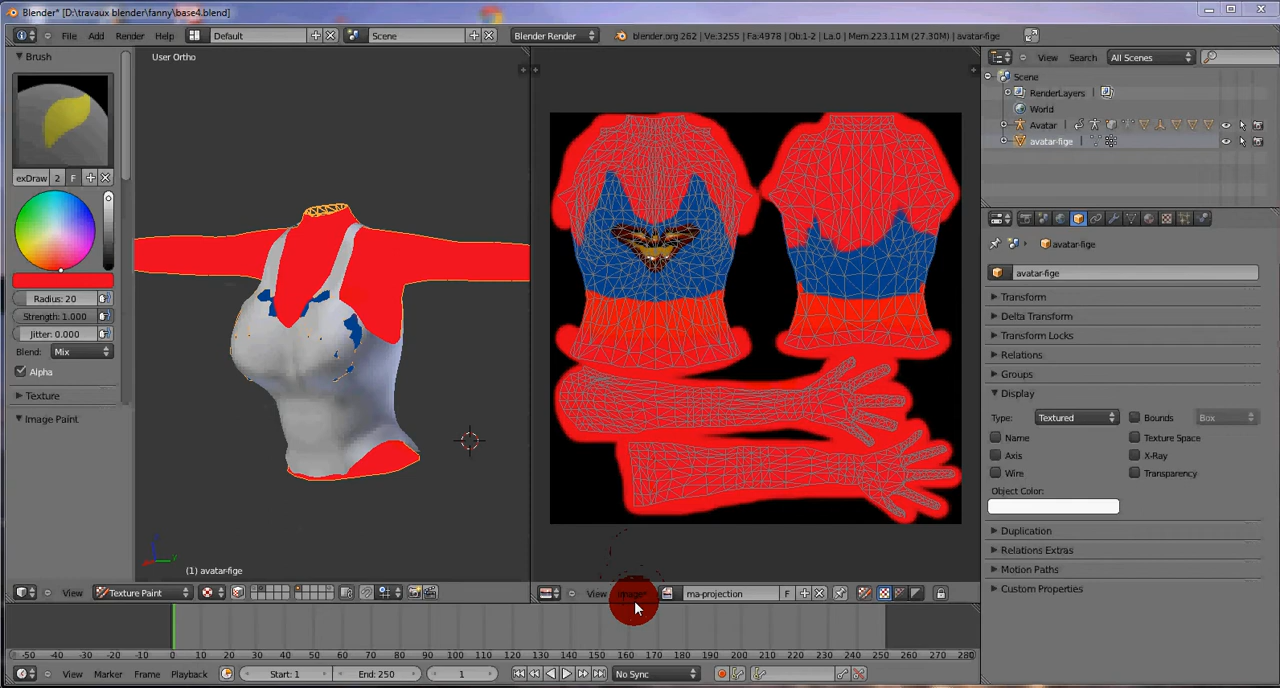 Blender* [D:\travaux blender\fanny\base4.blend]
File Add Render Help Default Scene Blender Render blender.org 262 | Ve:3255 | Fa:4978 | Ob:1-2 | La:0 | Mem:223.11M (27.30M) | avatar-fige
View Search All Scenes
Brush
User Ortho
Scene
RenderLayers
World
Avatar
avatar-fige
exDraw 2 F
avatar-fige
avatar-fige
Radius: 20
Strength: 1.000
Jitter: 0.000
Blend: Mix
Alpha
Texture
Image Paint
Transform
Delta Transform
Transform Locks
Relations
Groups
Display
Type: Textured Bounds Box
Name Texture Space
Axis X-Ray
Wire Transparency
Object Color:
Duplication
Relations Extras
Motion Paths
Custom Properties
(1) avatar-fige
View Texture Paint View Image* ma-projection F
-50 -40 -30 -20 -10 0 10 20 30 40 50 60 70 80 90 100 110 120 130 140 150 160 170 180 190 200 210 220 230 240 250 260 270 280
View Marker Frame Playback Start: 1 End: 250 1 No Sync